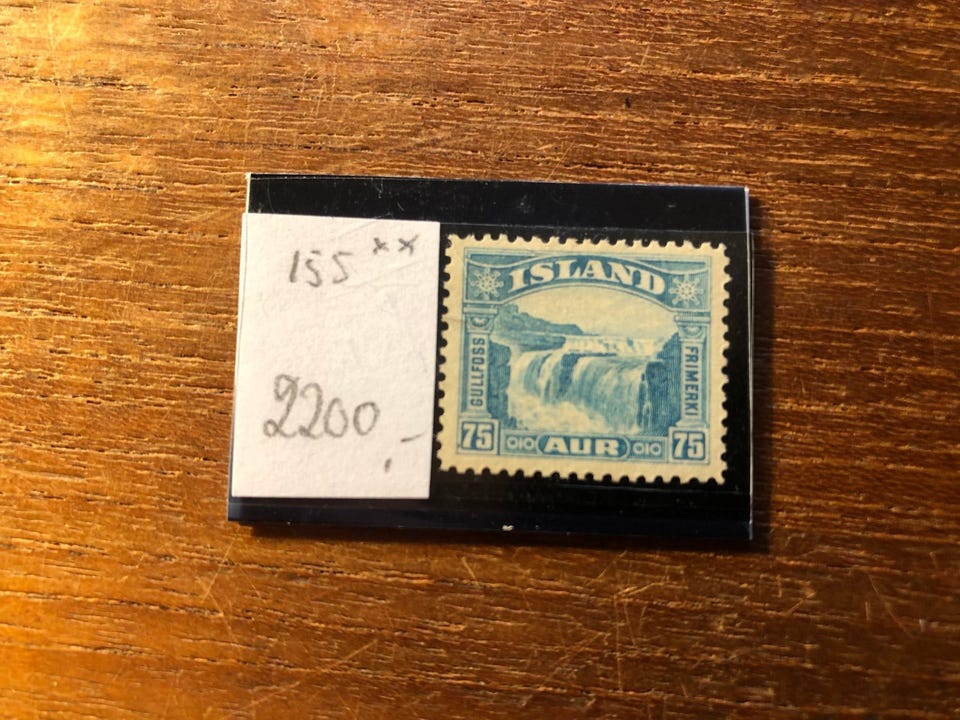 155 **
2200,-
ISLAND
GULLFOSS
FRIMERKI
75 AUR 75